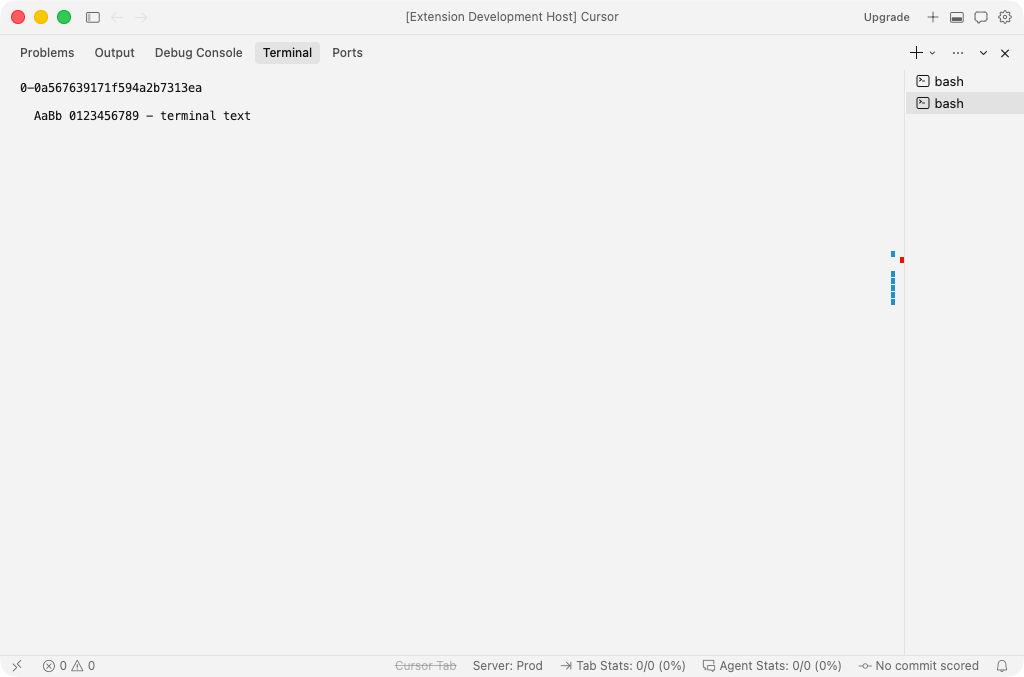 [Extension Development Host] Cursor
Upgrade
Problems Output Debug Console Terminal Ports
0-0a567639171f594a2b7313ea
AaBb 0123456789 - terminal text
bash
bash
0 0 Cursor Tab Server: Prod Tab Stats: 0/0 (0%) Agent Stats: 0/0 (0%) No commit scored